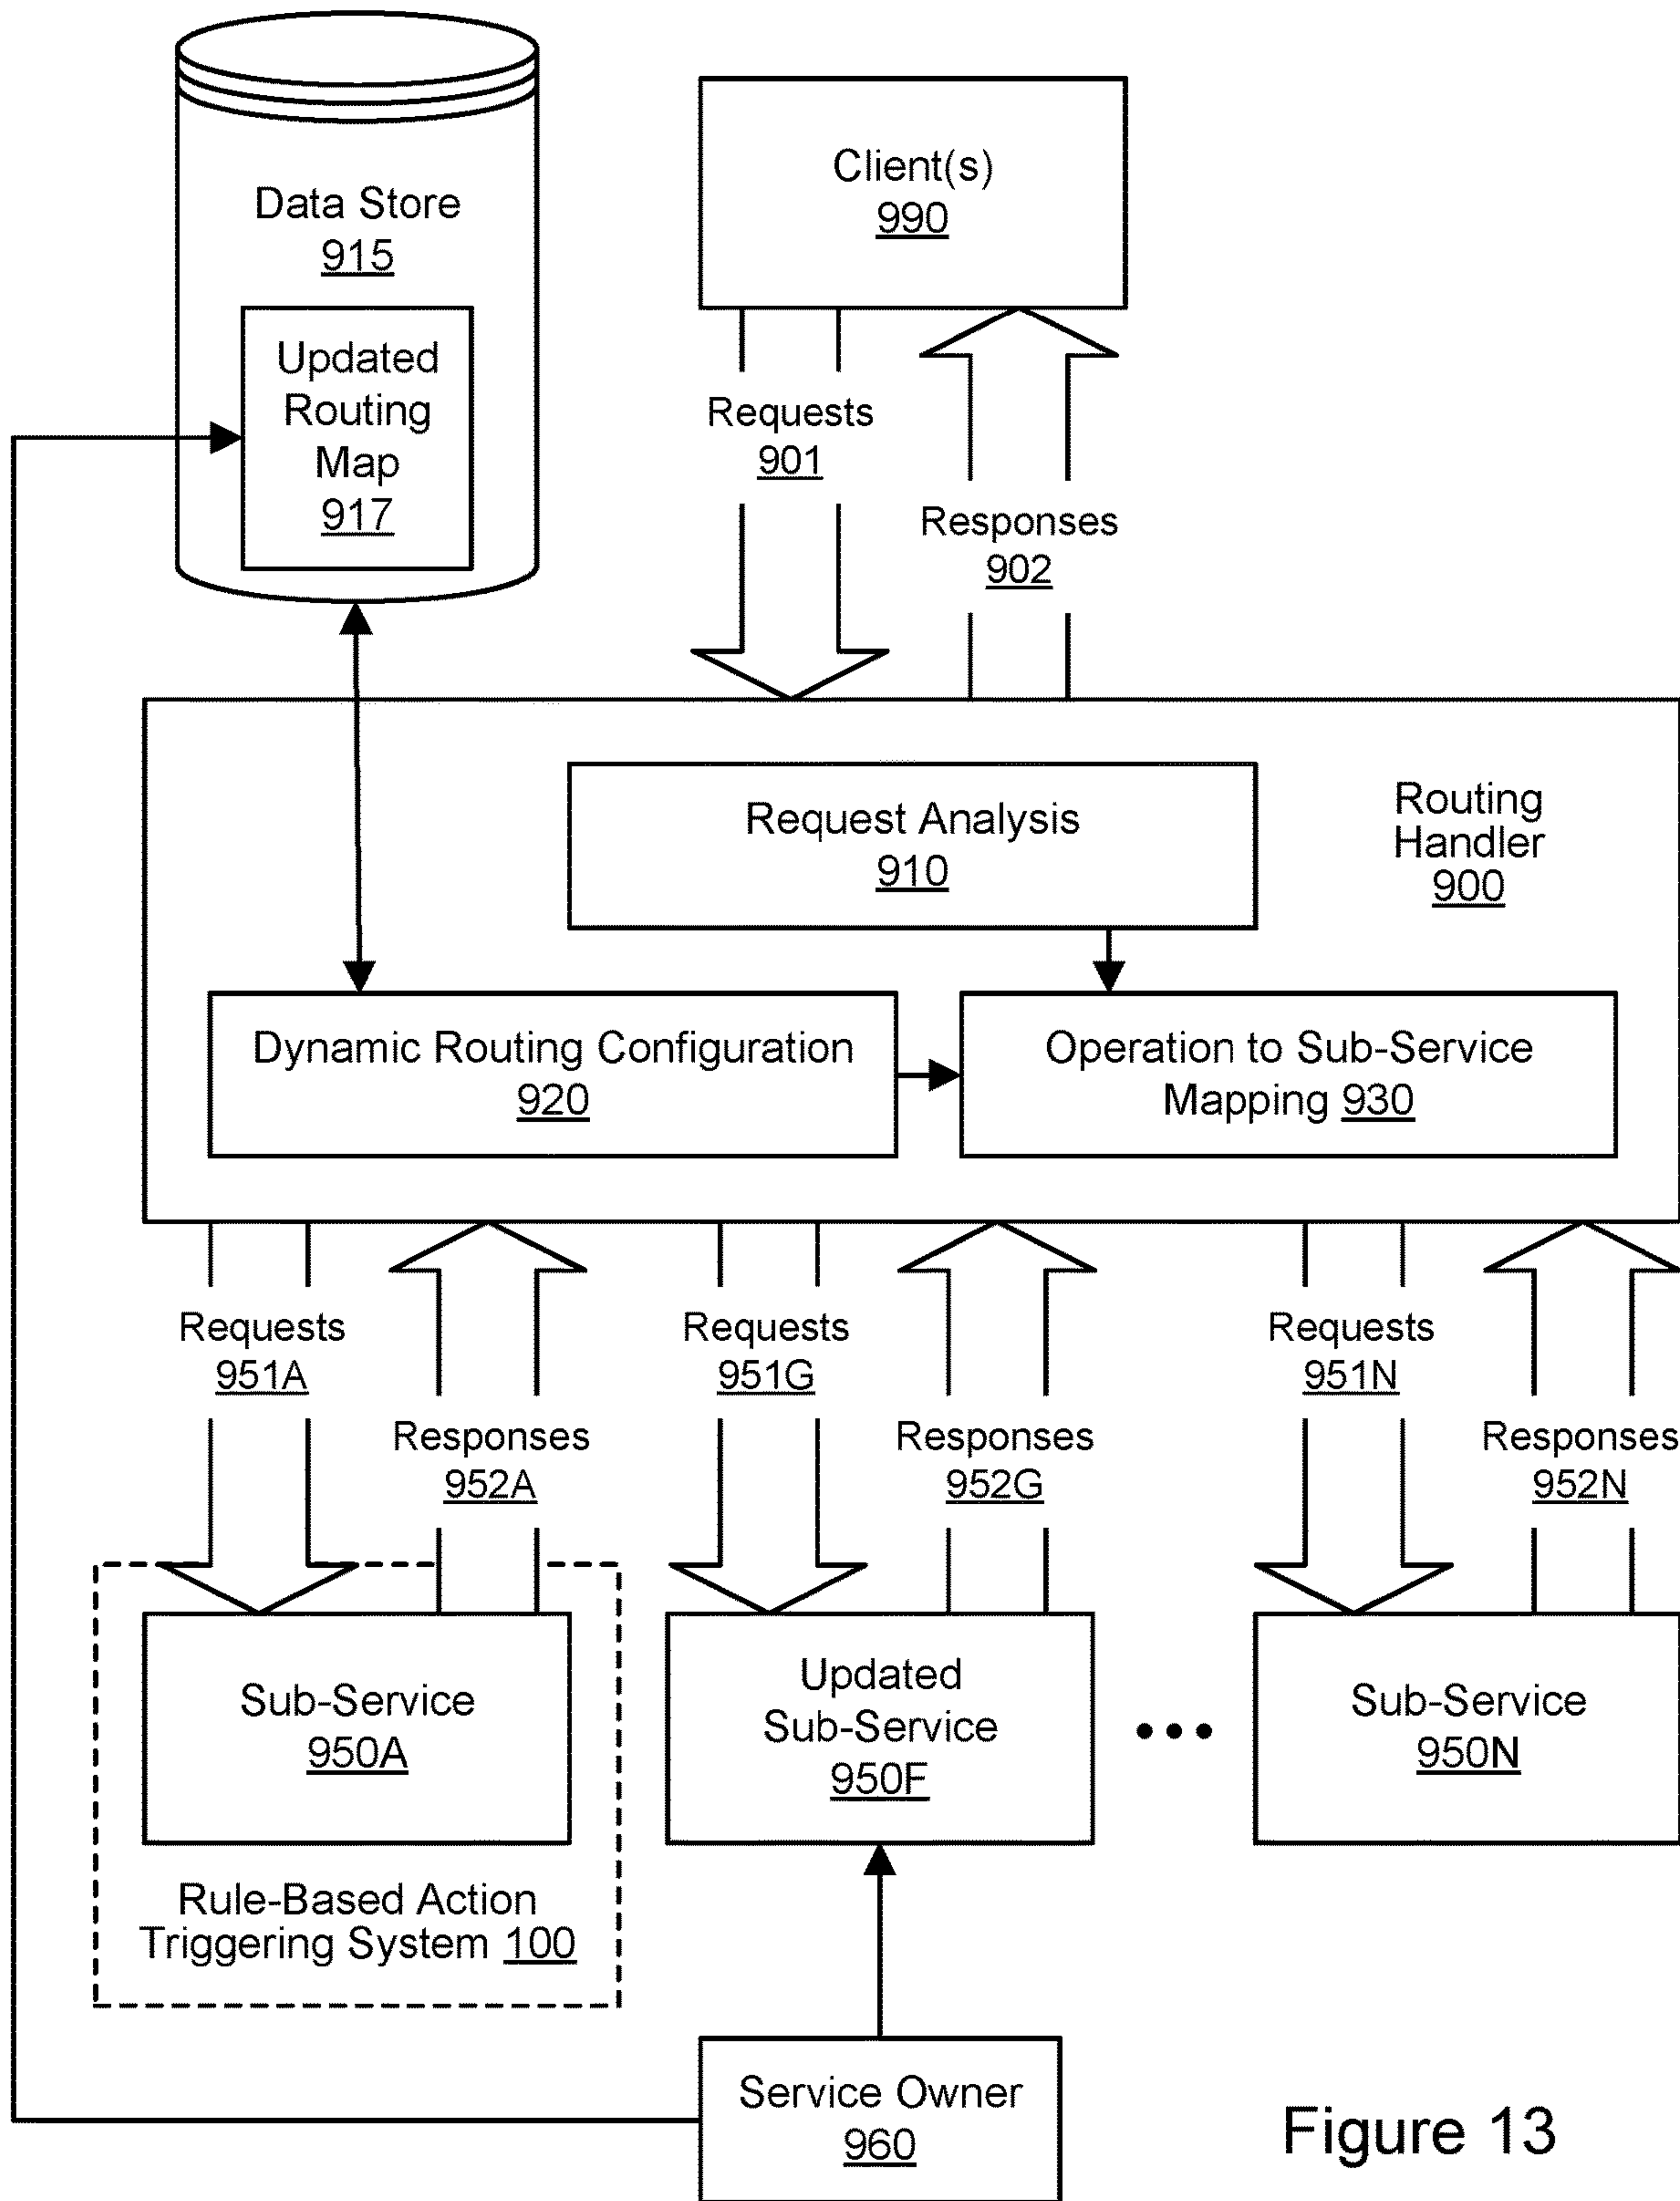 Data Store
915
Updated
Routing
Map
917
Client(s)
990
Requests
901
Responses
902
Request Analysis
910
Routing
Handler
900
Dynamic Routing Configuration
920
Operation to Sub-Service
Mapping 930
Requests
951A
Responses
952A
Requests
951G
Responses
952G
Requests
951N
Responses
952N
Sub-Service
950A
Updated
Sub-Service
950F
Sub-Service
950N
Rule-Based Action
Triggering System 100
Service Owner
960
Figure 13